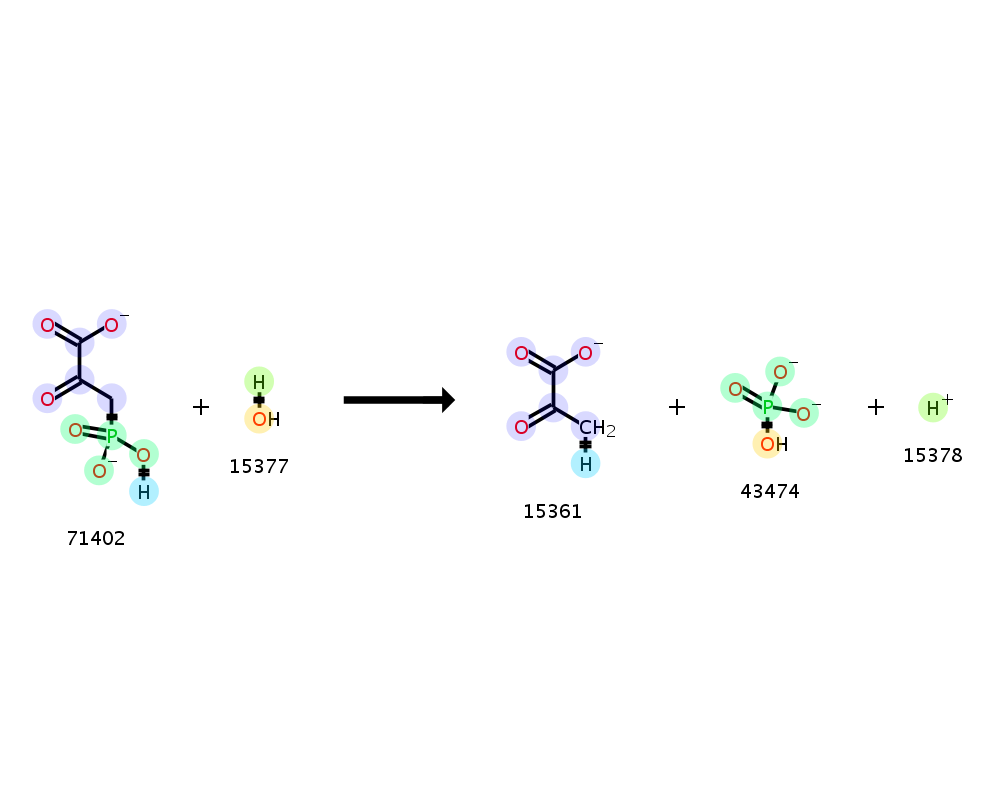 O O⁻
O
O P
O⁻ O
H
71402
+
H
OH
15377
O O⁻
O CH₂
H
15361
+
O⁻
O P O⁻
OH
43474
+
H⁺
15378